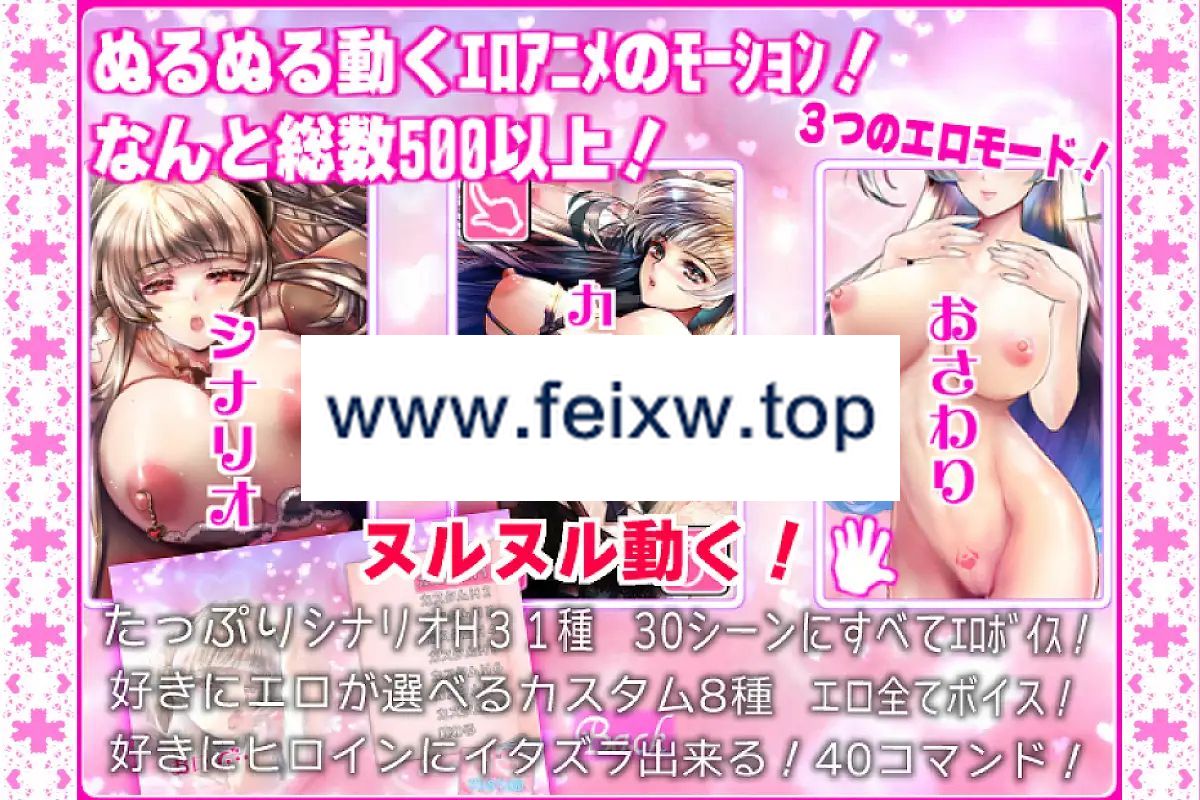 ぬるぬる動くｴﾛｱﾆﾒのﾓｰｼｮﾝ！
なんと総数500以上！
3つのエロモード！
シナリオ
カ
おさわり
www.feixw.top
ヌルヌル動く！
たっぷりシナリオH31種 30シーンにすべてｴﾛﾎﾞｲｽ！
好きにエロが選べるカスタム8種 エロ全てボイス！
好きにヒロインにイタズラ出来る！40コマンド！
Back